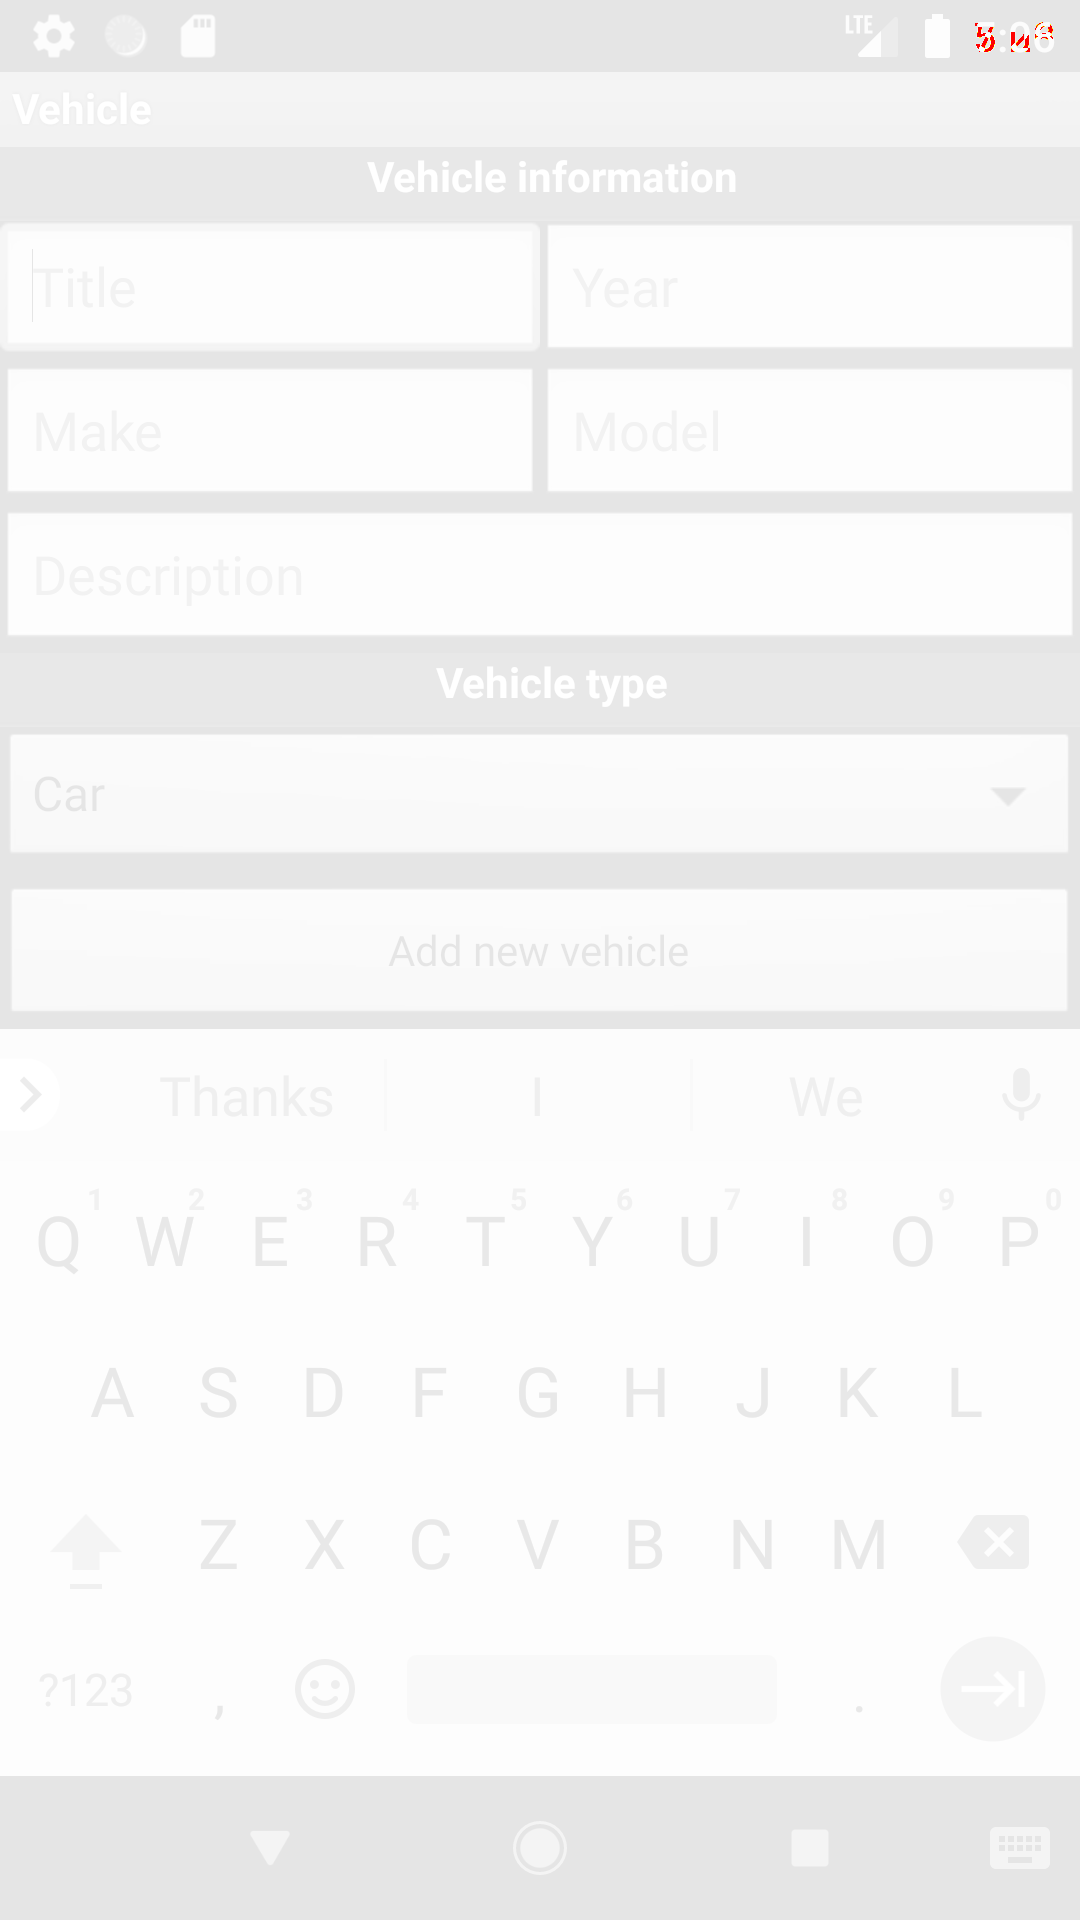 LTE
Vehicle
Vehicle information
Title Year
Make Model
Description
Vehicle type
Car
Add new vehicle
Thanks I We
1 2 3 4 5 6 7 8 9 0
Q W E R T Y U I O P
A S D F G H J K L
Z X C V B N M
?123 , .